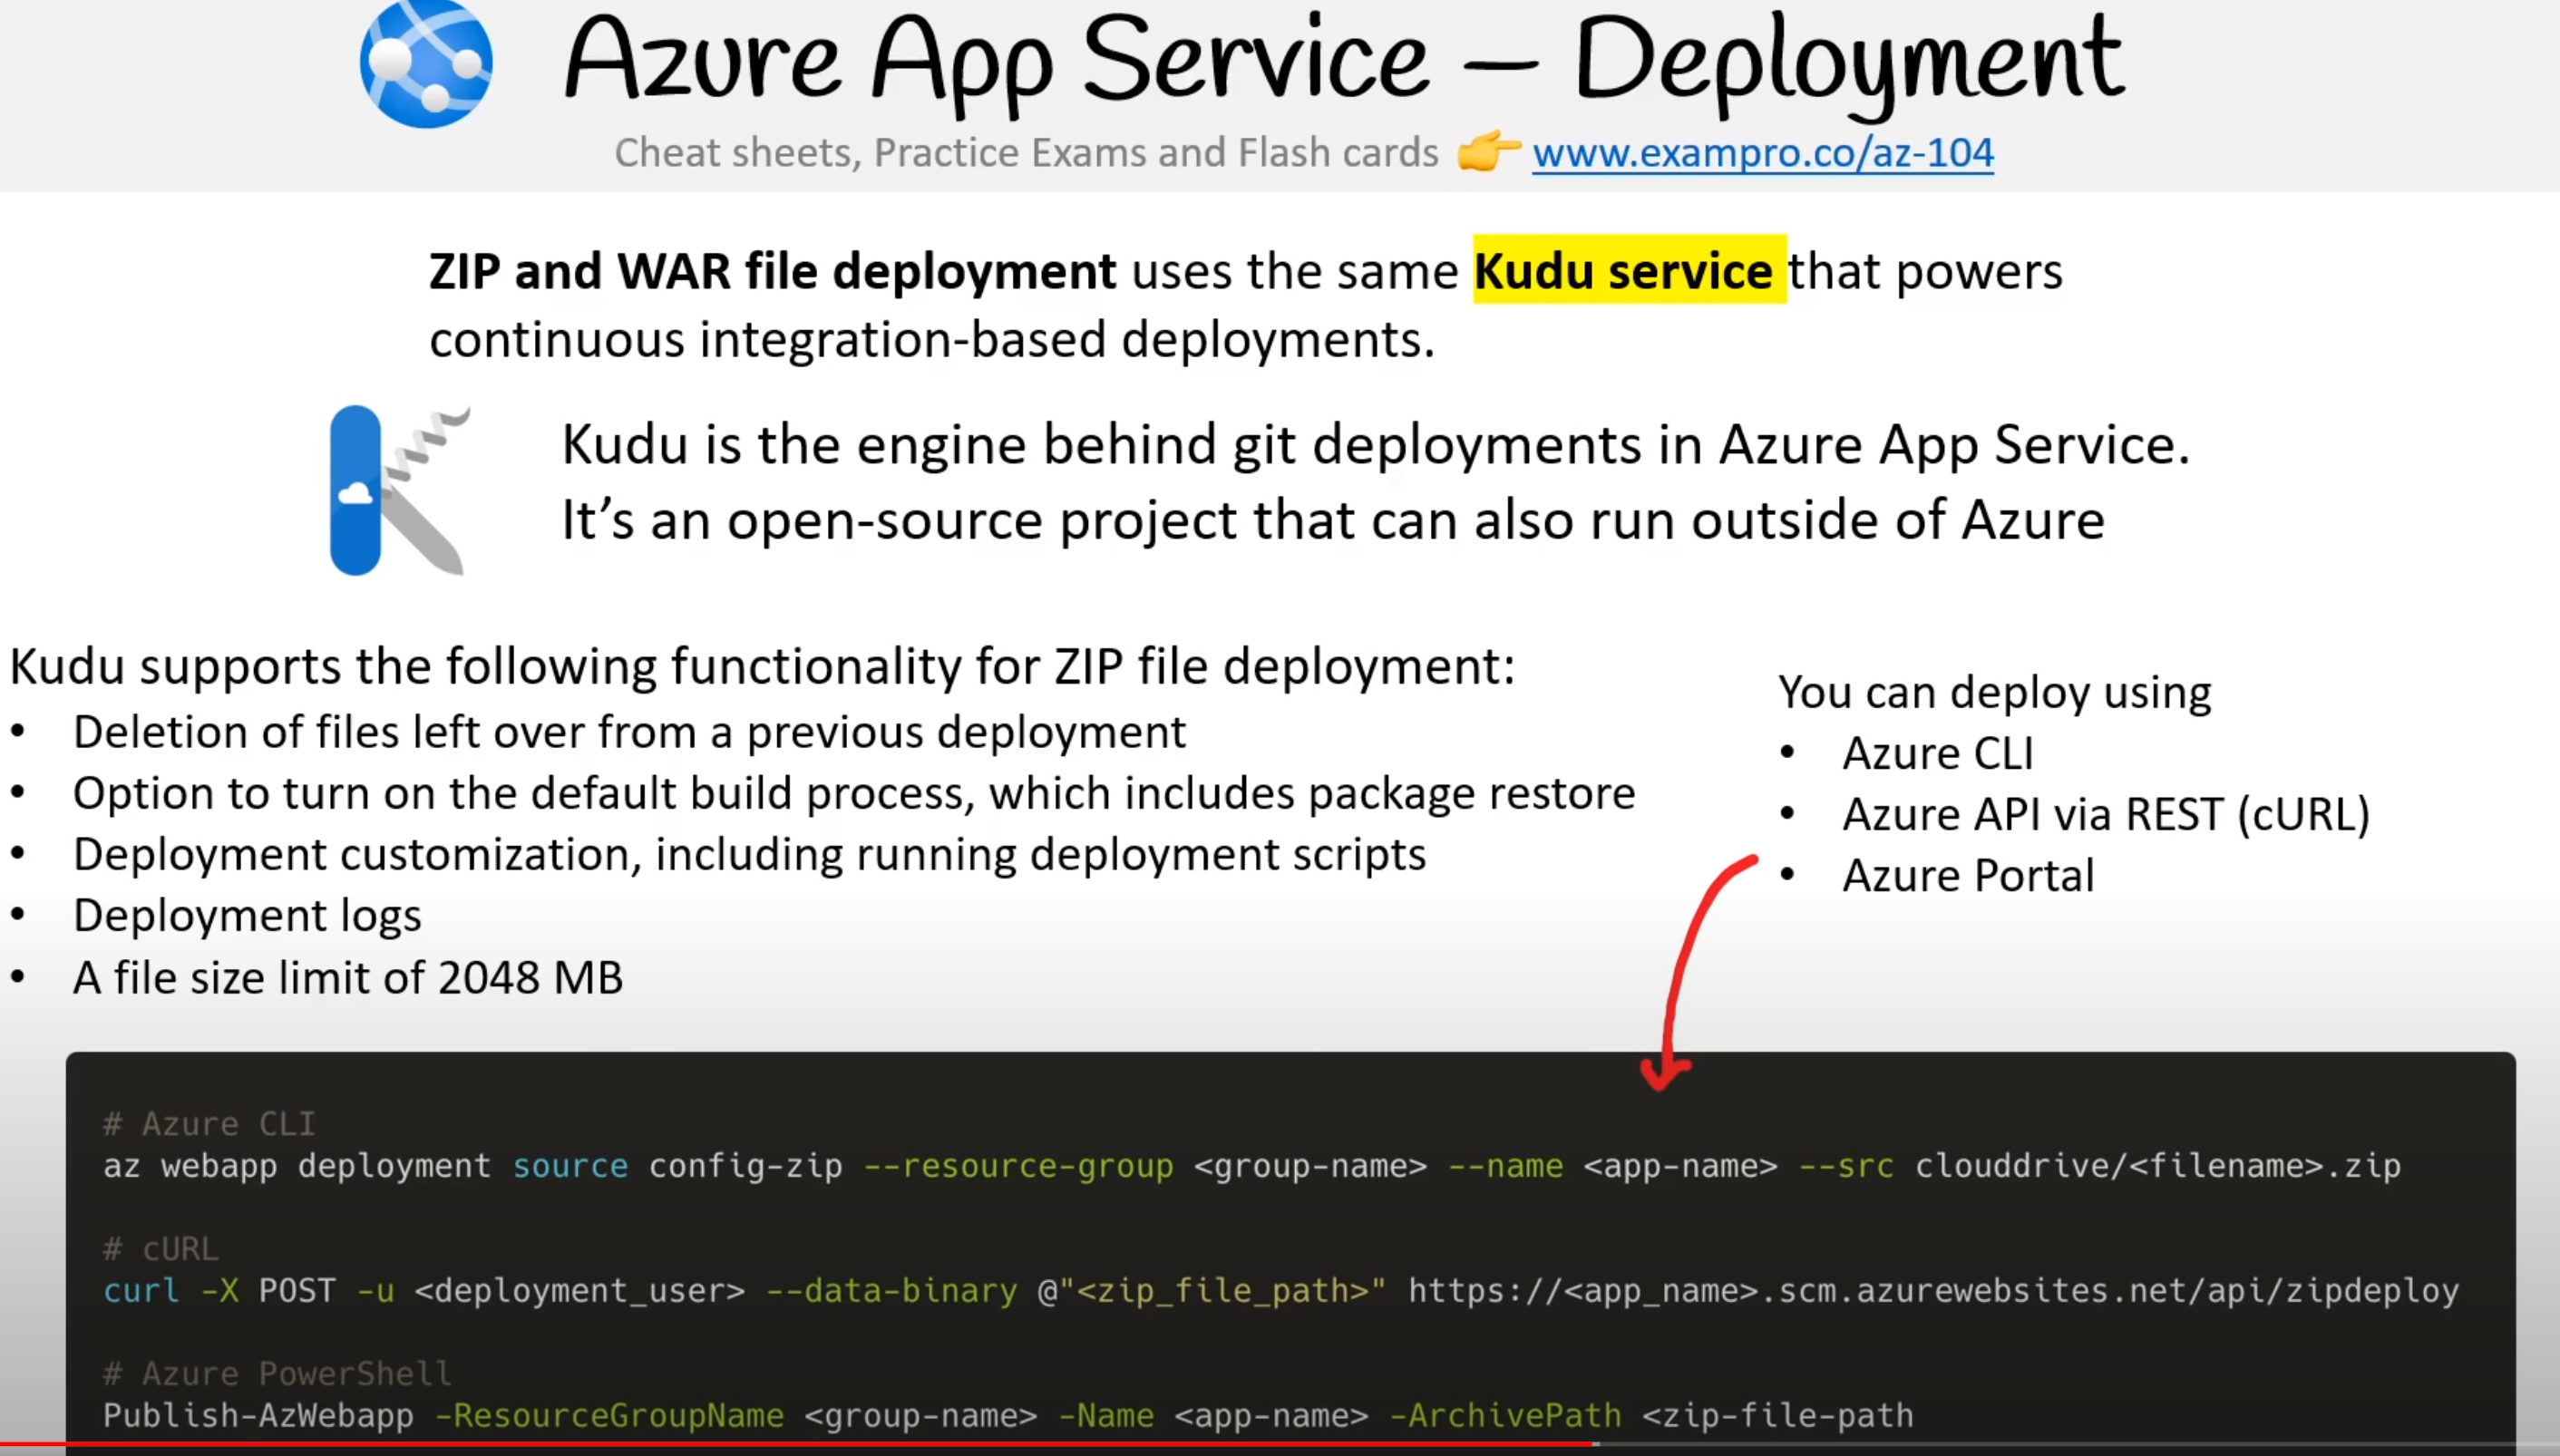 Azure App Service – Deployment
Cheat sheets, Practice Exams and Flash cards 👉 www.exampro.co/az-104
ZIP and WAR file deployment uses the same Kudu service that powers
continuous integration-based deployments.
Kudu is the engine behind git deployments in Azure App Service.
It’s an open-source project that can also run outside of Azure
Kudu supports the following functionality for ZIP file deployment:
• Deletion of files left over from a previous deployment
• Option to turn on the default build process, which includes package restore
• Deployment customization, including running deployment scripts
• Deployment logs
• A file size limit of 2048 MB
You can deploy using
• Azure CLI
• Azure API via REST (cURL)
• Azure Portal
# Azure CLI
az webapp deployment source config-zip --resource-group <group-name> --name <app-name> --src clouddrive/<filename>.zip
# cURL
curl -X POST -u <deployment_user> --data-binary @"<zip_file_path>" https://<app_name>.scm.azurewebsites.net/api/zipdeploy
# Azure PowerShell
Publish-AzWebapp -ResourceGroupName <group-name> -Name <app-name> -ArchivePath <zip-file-path